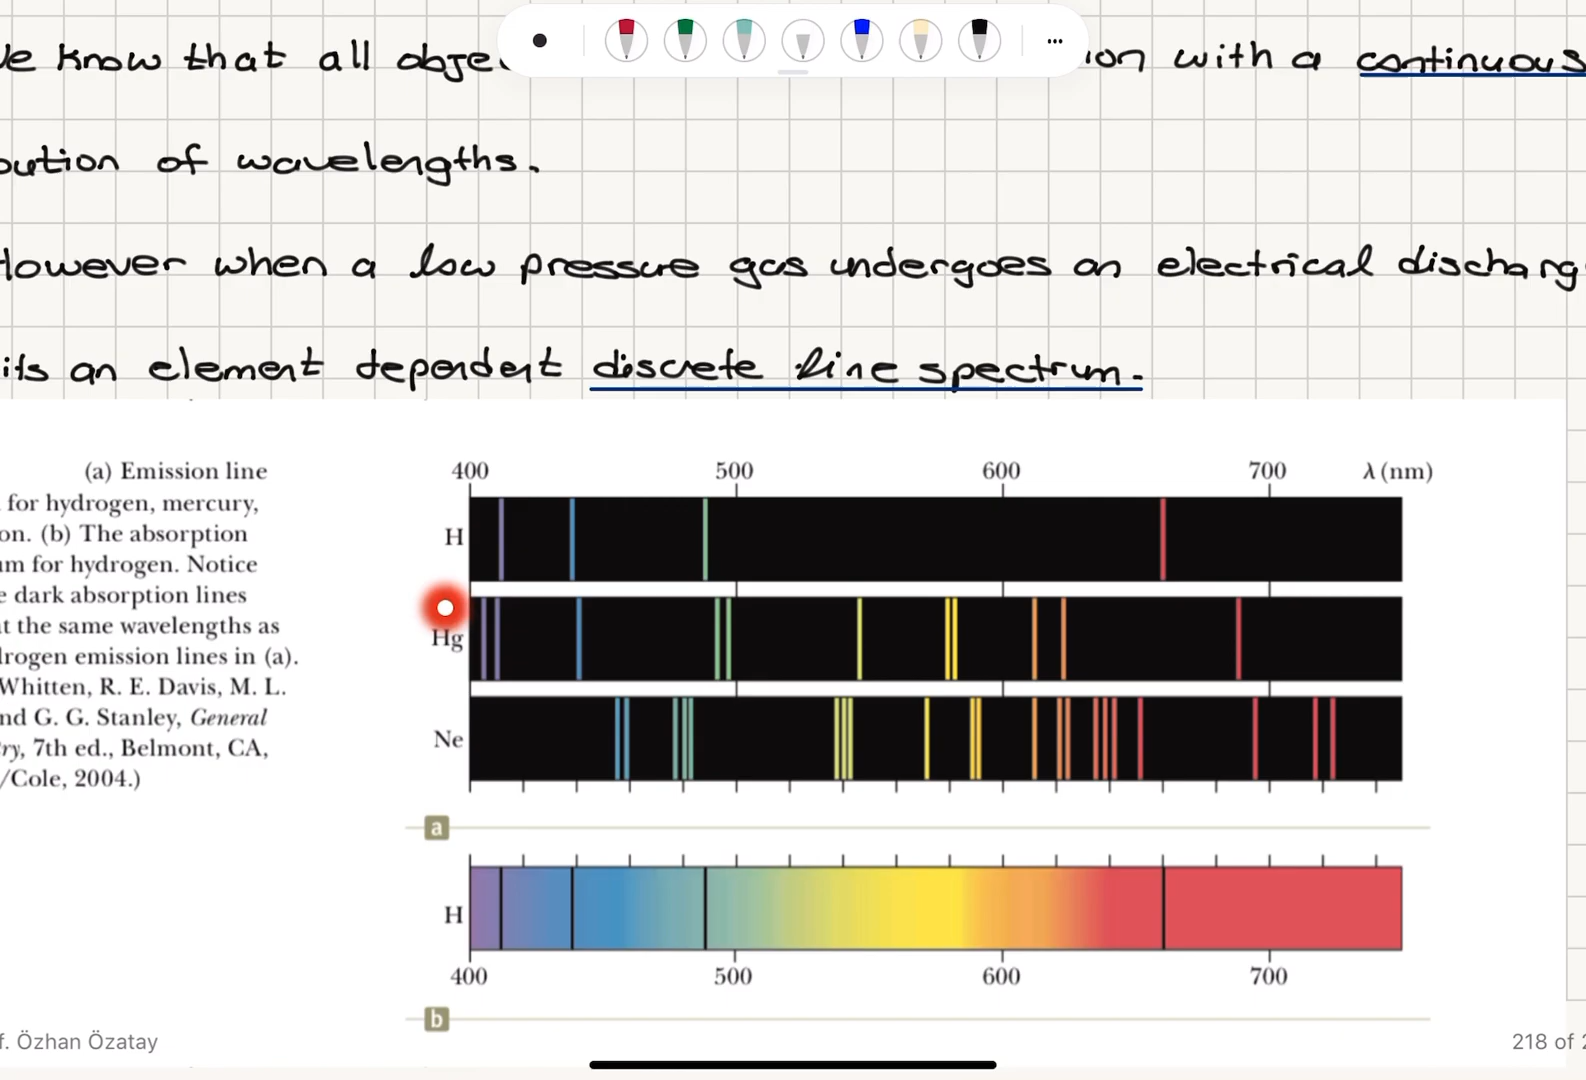 We know that all obje ion with a continuous
bution of wavelengths.
However when a low pressure gas undergoes an electrical discharg
its an element dependent discrete line spectrum.
(a) Emission line
for hydrogen, mercury,
on. (b) The absorption
um for hydrogen. Notice
e dark absorption lines
at the same wavelengths as
drogen emission lines in (a).
Whitten, R. E. Davis, M. L.
nd G. G. Stanley, General
ry, 7th ed., Belmont, CA,
/Cole, 2004.)
400 500 600 700 λ (nm)
H
Hg
Ne
a
H
400 500 600 700
b
f. Özhan Özatay
218 of 2